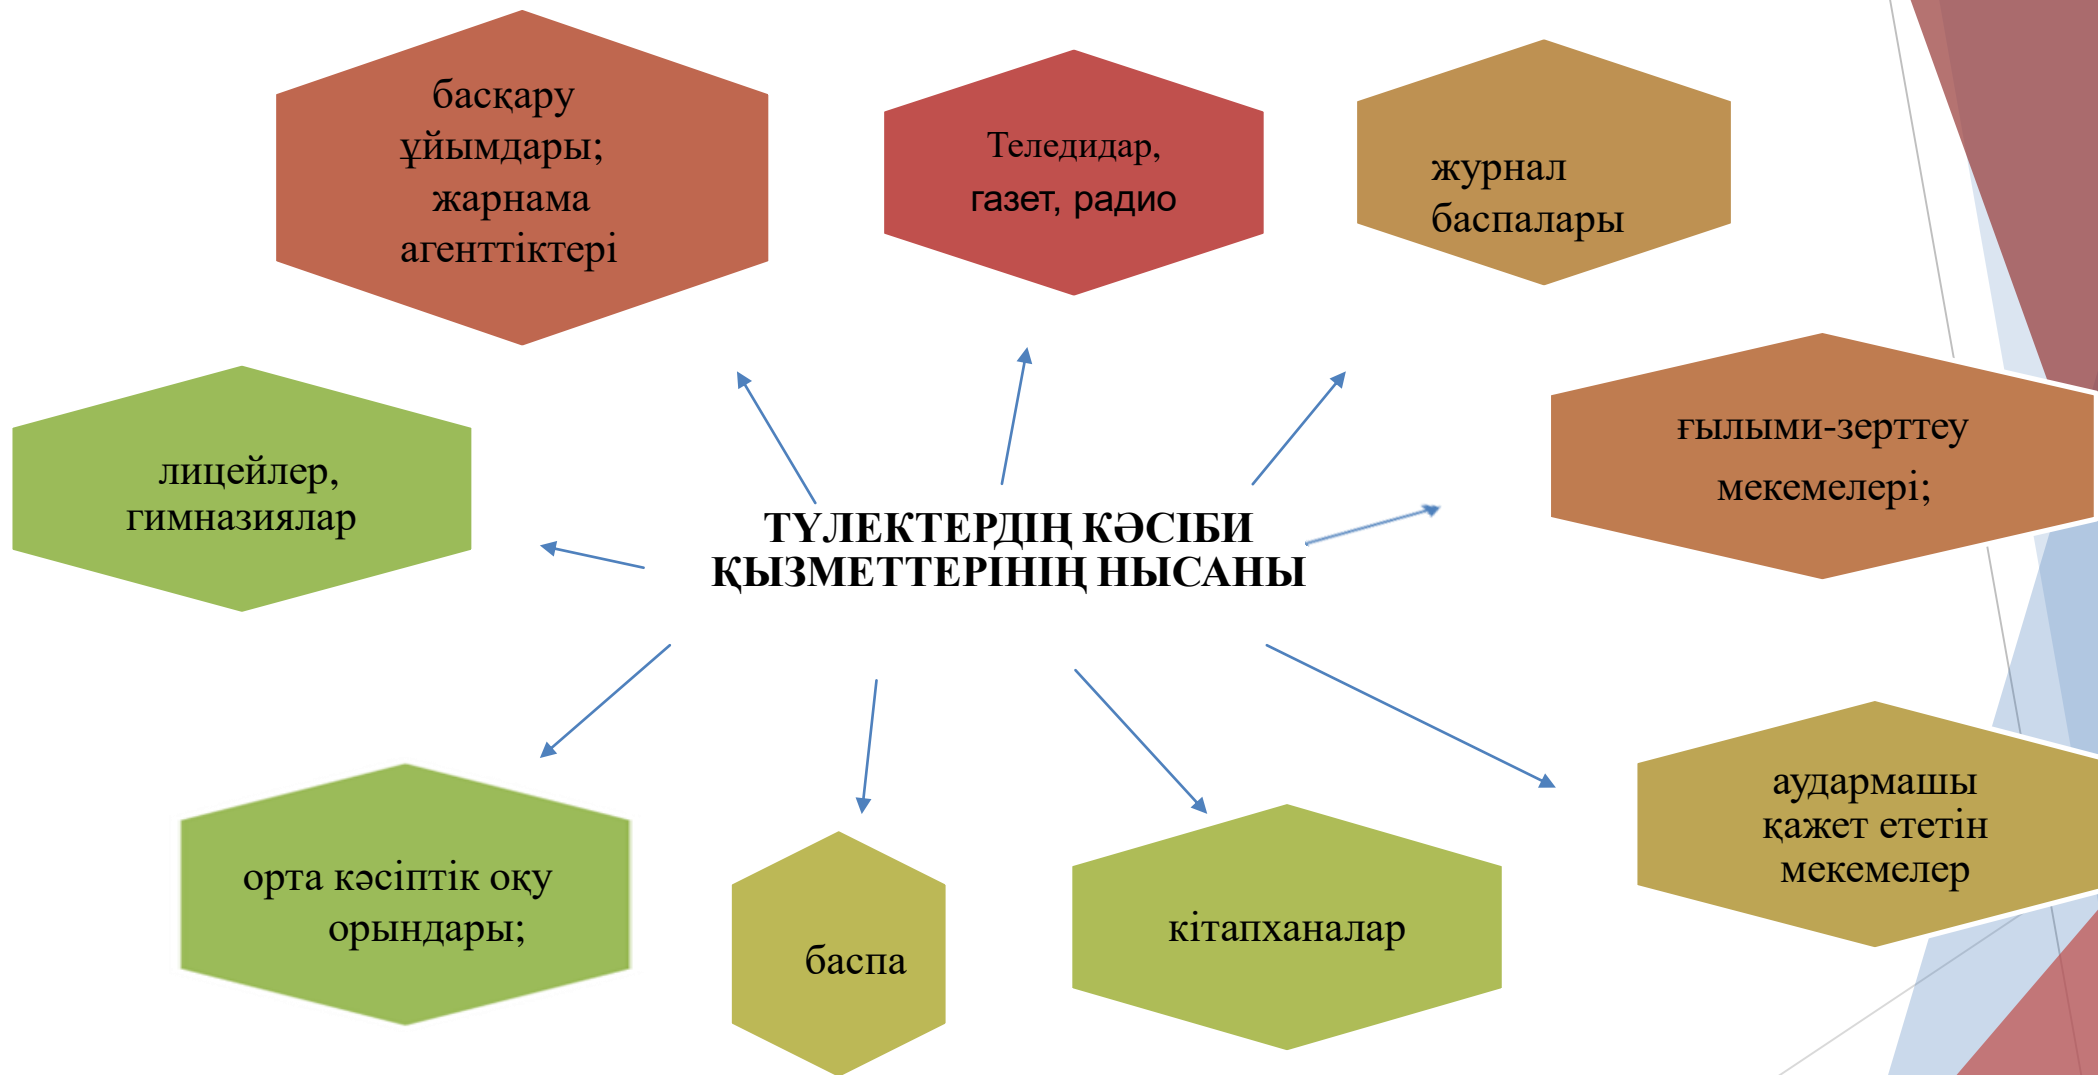 басқару
ұйымдары;
жарнама
агенттіктері
Теледидар,
газет, радио
журнал
баспалары
лицейлер,
гимназиялар
ғылыми-зерттеу
мекемелері;
ТҮЛЕКТЕРДІҢ КӘСІБИ
ҚЫЗМЕТТЕРІНІҢ НЫСАНЫ
орта кәсіптік оқу
орындары;
баспа
кітапханалар
аудармашы
қажет ететін
мекемелер